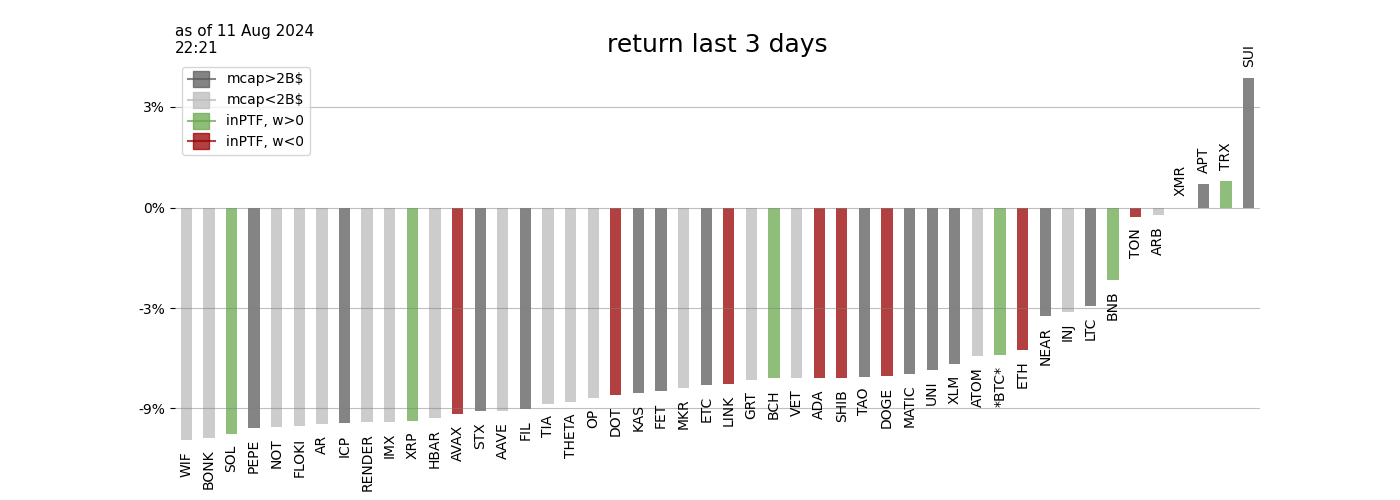 as of 11 Aug 2024
22:21
return last 3 days
mcap>2B$
mcap<2B$
inPTF, w>0
inPTF, w<0
3%
0%
-3%
-9%
WIF
BONK
SOL
PEPE
NOT
FLOKI
AR
ICP
RENDER
IMX
XRP
HBAR
AVAX
STX
AAVE
FIL
TIA
THETA
OP
DOT
KAS
FET
MKR
ETC
LINK
GRT
BCH
VET
ADA
SHIB
TAO
DOGE
MATIC
UNI
XLM
ATOM
*BTC*
ETH
NEAR
INJ
LTC
BNB
TON
ARB
XMR
APT
TRX
SUI